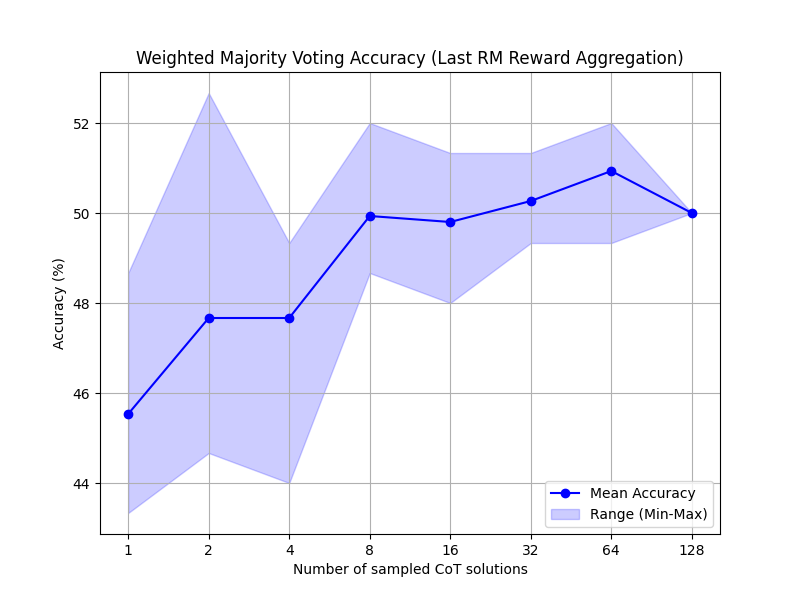 Weighted Majority Voting Accuracy (Last RM Reward Aggregation)
Accuracy (%)
52
50
48
46
44
1 2 4 8 16 32 64 128
Number of sampled CoT solutions
Mean Accuracy
Range (Min-Max)